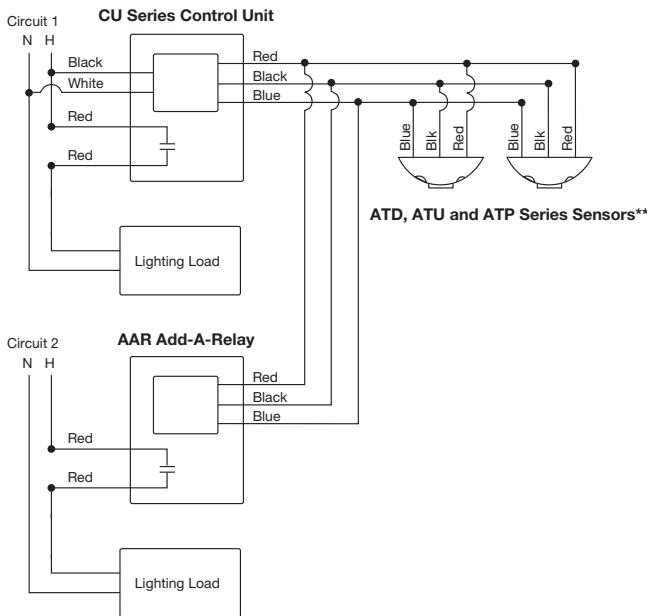 CU Series Control Unit
Circuit 1
N H
Black
White
Red
Red
Red
Black
Blue
Blue
Blk
Red
Blue
Blk
Red
ATD, ATU and ATP Series Sensors**
Lighting Load
AAR Add-A-Relay
Circuit 2
N H
Red
Black
Blue
Red
Red
Lighting Load